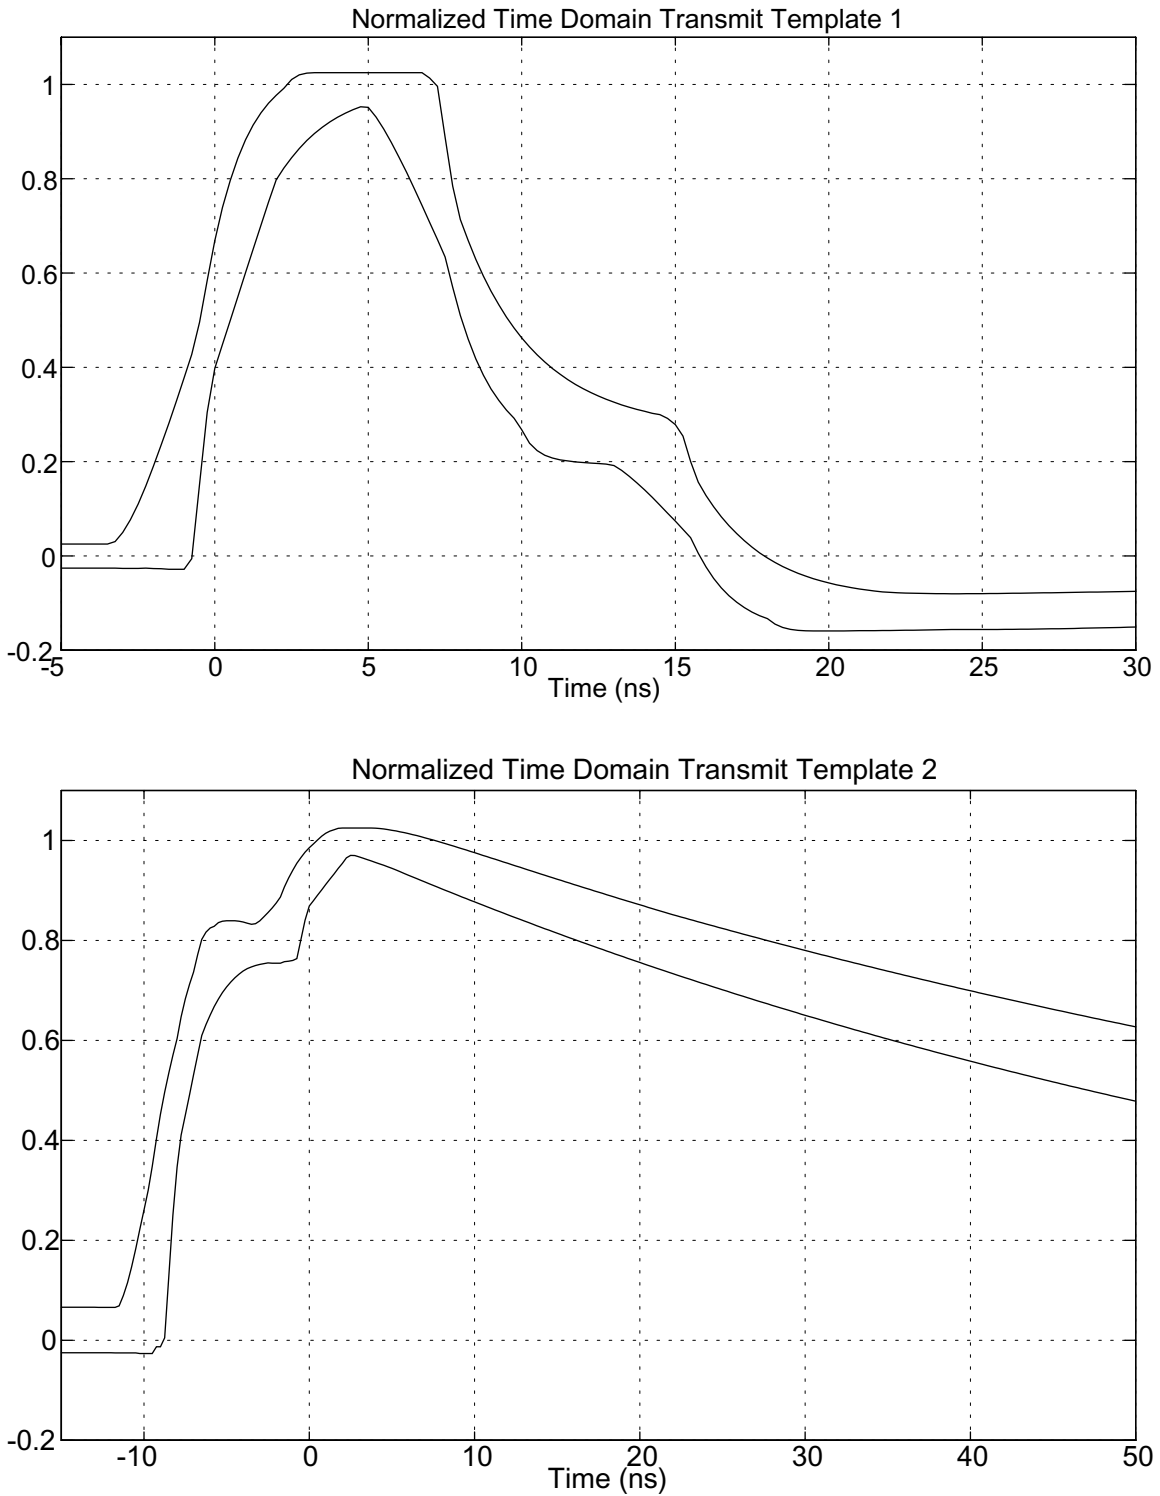 Normalized Time Domain Transmit Template 1
1
0.8
0.6
0.4
0.2
0
-0.2
-5 0 5 10 15 20 25 30
Time (ns)
Normalized Time Domain Transmit Template 2
1
0.8
0.6
0.4
0.2
0
-0.2
-10 0 10 20 30 40 50
Time (ns)